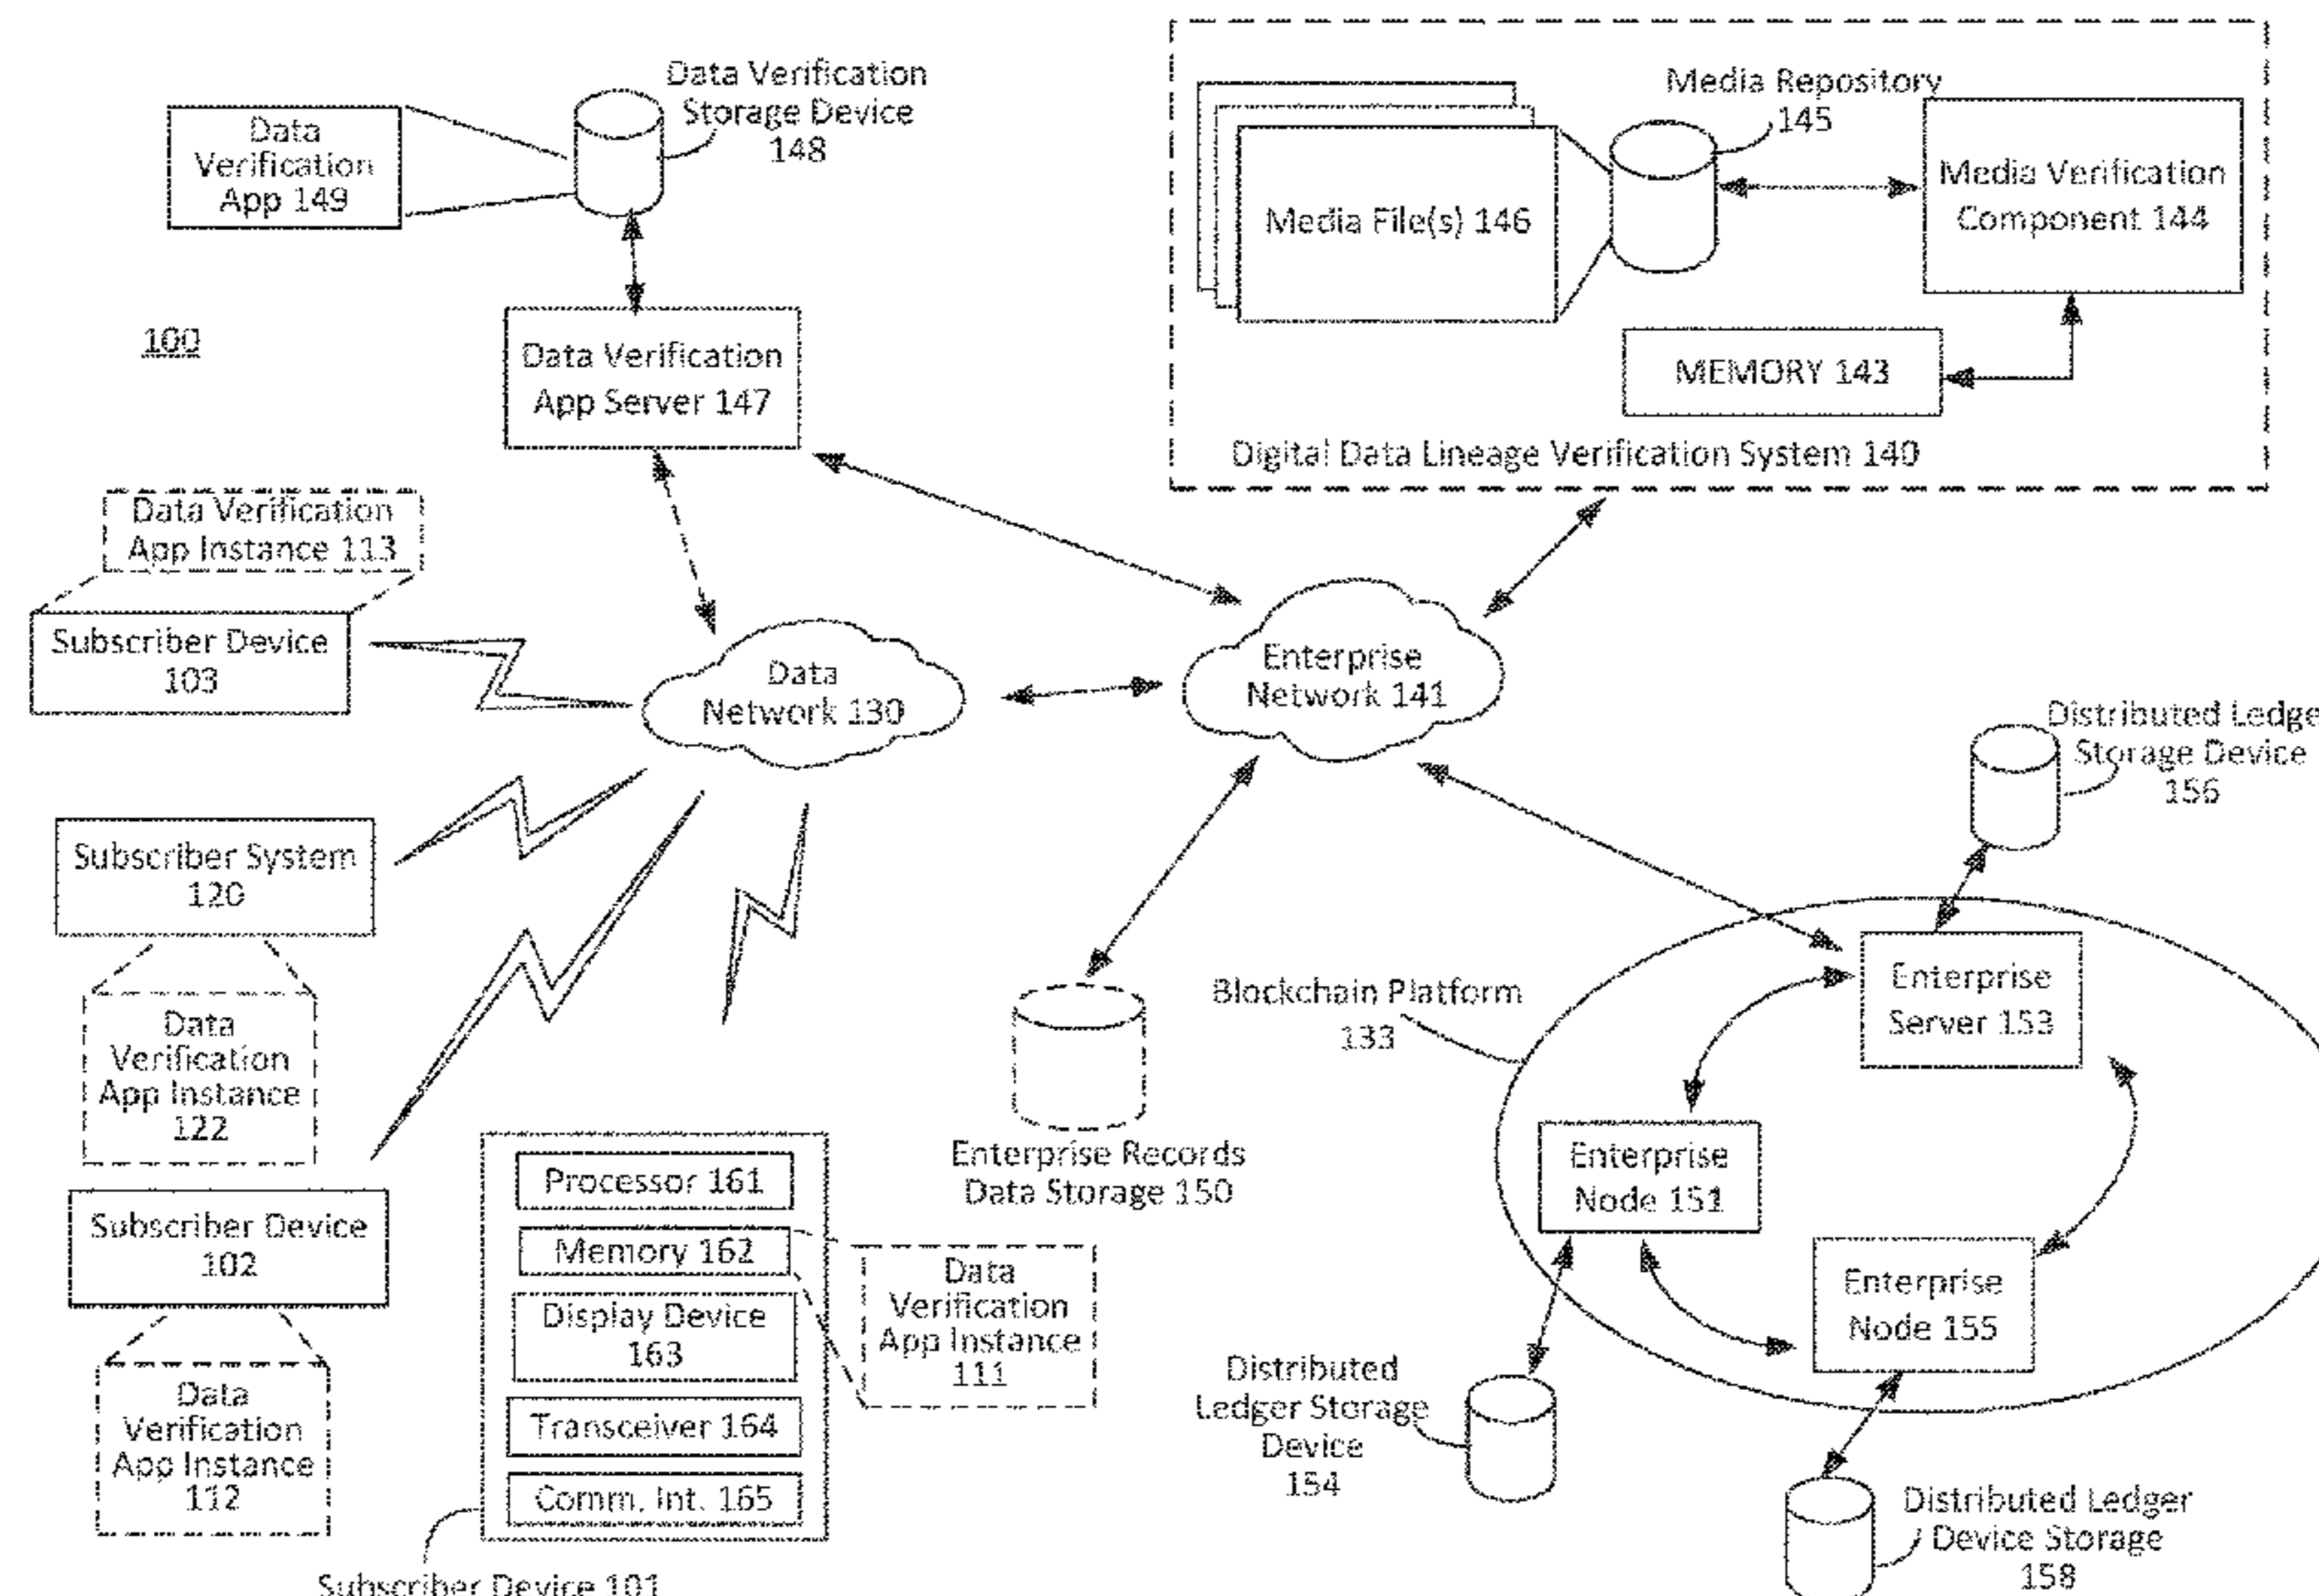 Data Verification
Storage Device
148
Data
Verification
App 149
100
Data Verification
App Server 147
Media Repository
145
Media File(s) 146
Media Verification
Component 144
MEMORY 143
Digital Data Lineage Verification System 140
Data Verification
App Instance 113
Subscriber Device
103
Data
Network 130
Enterprise
Network 141
Distributed Ledge
Storage Device
156
Subscriber System
120
Data
Verification
App Instance
122
Subscriber Device
102
Data
Verification
App Instance
112
Processor 161
Memory 162
Display Device
163
Transceiver 164
Comm. Int. 165
Subscriber Device 101
Data
Verification
App Instance
111
Enterprise Records
Data Storage 150
Blockchain Platform
133
Enterprise
Server 153
Enterprise
Node 151
Enterprise
Node 155
Distributed
Ledger Storage
Device
154
Distributed Ledger
Device Storage
158